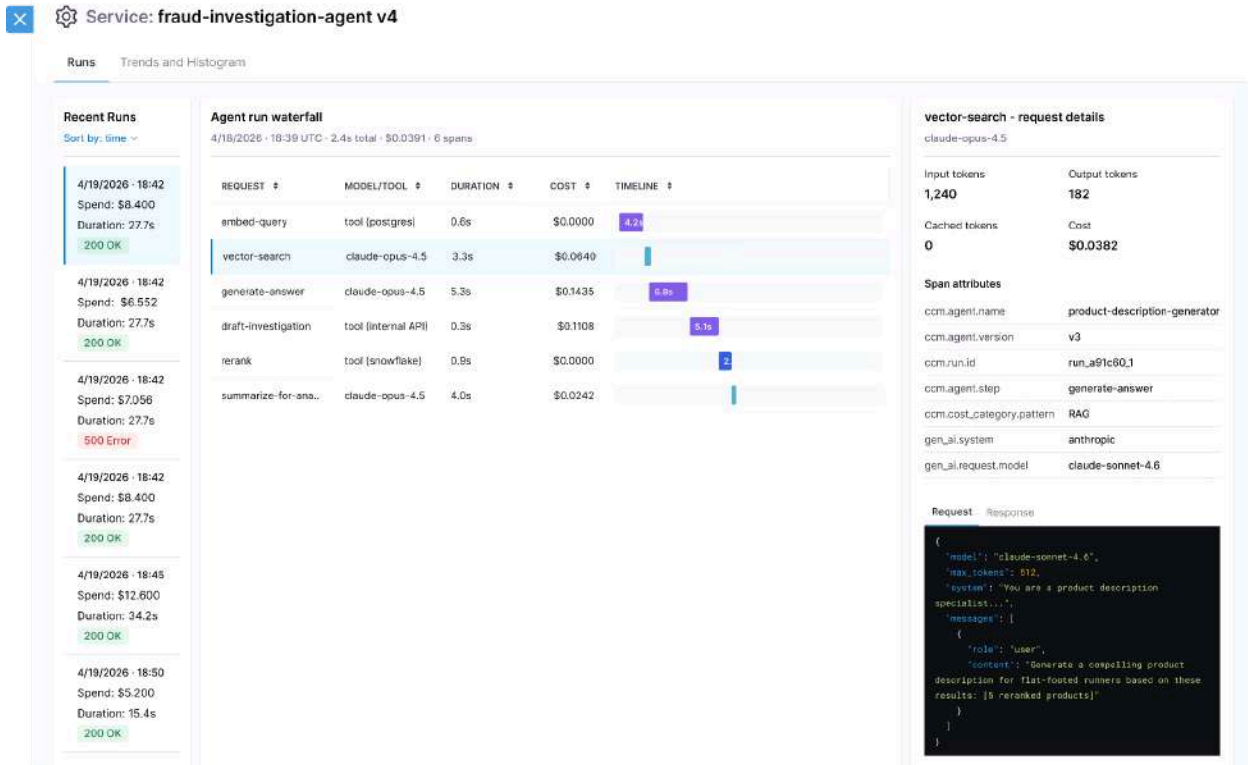 Service: fraud-investigation-agent v4
Runs Trends and Histogram
Recent Runs
Sort by: time
4/19/2026 · 18:42
Spend: $8.400
Duration: 27.7s
200 OK
4/19/2026 · 18:42
Spend: $6.552
Duration: 27.7s
200 OK
4/19/2026 · 18:42
Spend: $7.056
Duration: 27.7s
500 Error
4/19/2026 · 18:42
Spend: $8.400
Duration: 27.7s
200 OK
4/19/2026 · 18:45
Spend: $12.600
Duration: 34.2s
200 OK
4/19/2026 · 18:50
Spend: $5.200
Duration: 15.4s
200 OK
Agent run waterfall
4/18/2026 · 18:39 UTC · 2.4s total · $0.0391 · 6 spans
REQUEST MODEL/TOOL DURATION COST TIMELINE
embed-query tool (postgres) 0.6s $0.0000 4.2s
vector-search claude-opus-4.5 3.3s $0.0640
generate-answer claude-opus-4.5 5.3s $0.1435 6.8s
draft-investigation tool (internal API) 0.3s $0.1108 5.1s
rerank tool (snowflake) 0.9s $0.0000 2.
summarize-for-ana.. claude-opus-4.5 4.0s $0.0242
vector-search - request details
claude-opus-4.5
Input tokens Output tokens
1,240 182
Cached tokens Cost
0 $0.0382
Span attributes
ccm.agent.name product-description-generator
ccm.agent.version v3
ccm.run.id run_a91c60_1
ccm.agent.step generate-answer
ccm.cost_category.pattern RAG
gen_ai.system anthropic
gen_ai.request.model claude-sonnet-4.6
Request Response
{
"model": "claude-sonnet-4.6",
"max_tokens": 512,
"system": "You are a product description
specialist...",
"messages": [
{
"role": "user",
"content": "Generate a compelling product
description for flat-footed runners based on these
results: [5 reranked products]"
}
]
}